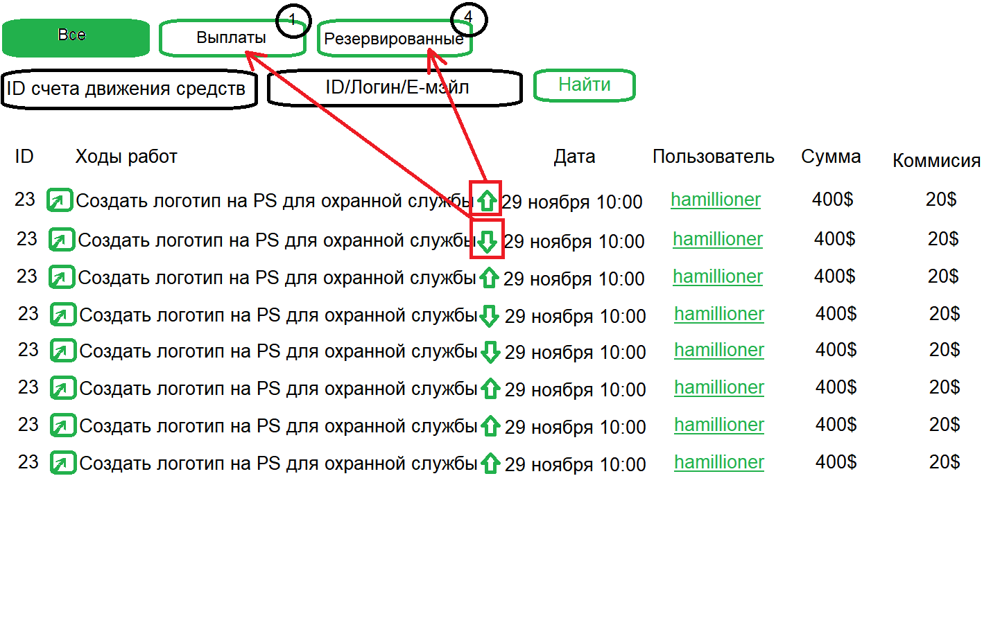 Все Выплаты 1 Резервированные 4
ID счета движения средств ID/Логин/Е-мэйл Найти
ID Ходы работ Дата Пользователь Сумма Коммисия
23 Создать логотип на PS для охранной службы 29 ноября 10:00 hamillioner 400$ 20$
23 Создать логотип на PS для охранной службы 29 ноября 10:00 hamillioner 400$ 20$
23 Создать логотип на PS для охранной службы 29 ноября 10:00 hamillioner 400$ 20$
23 Создать логотип на PS для охранной службы 29 ноября 10:00 hamillioner 400$ 20$
23 Создать логотип на PS для охранной службы 29 ноября 10:00 hamillioner 400$ 20$
23 Создать логотип на PS для охранной службы 29 ноября 10:00 hamillioner 400$ 20$
23 Создать логотип на PS для охранной службы 29 ноября 10:00 hamillioner 400$ 20$
23 Создать логотип на PS для охранной службы 29 ноября 10:00 hamillioner 400$ 20$